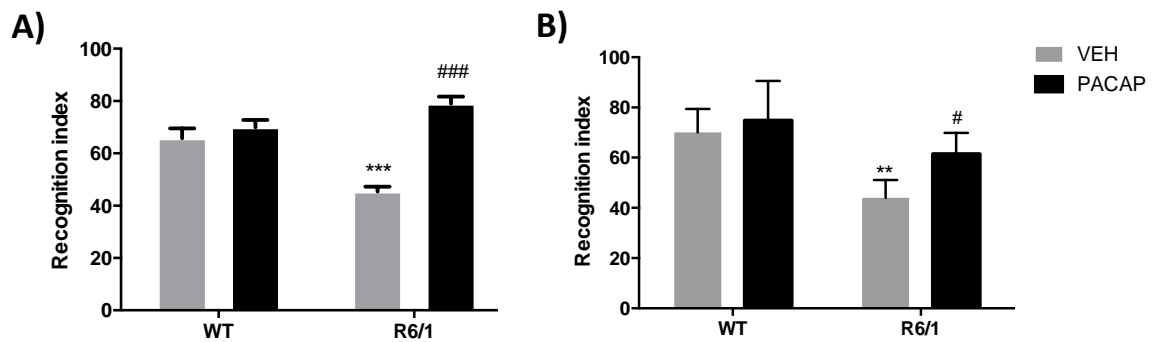 A)
Recognition index
100
80
60
40
20
0
***
###
WT
R6/1
B)
Recognition index
100
80
60
40
20
0
**
#
WT
R6/1
VEH
PACAP